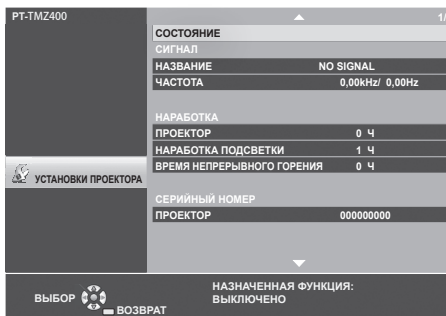 PT-TMZ400
1/
СОСТОЯНИЕ
СИГНАЛ
НАЗВАНИЕ NO SIGNAL
ЧАСТОТА 0,00kHz/ 0,00Hz
НАРАБОТКА
ПРОЕКТОР 0 Ч
НАРАБОТКА ПОДСВЕТКИ 1 Ч
ВРЕМЯ НЕПРЕРЫВНОГО ГОРЕНИЯ 0 Ч
УСТАНОВКИ ПРОЕКТОРА
СЕРИЙНЫЙ НОМЕР
ПРОЕКТОР 000000000
ВЫБОР
ВОЗВРАТ
НАЗНАЧЕННАЯ ФУНКЦИЯ:
ВЫКЛЮЧЕНО